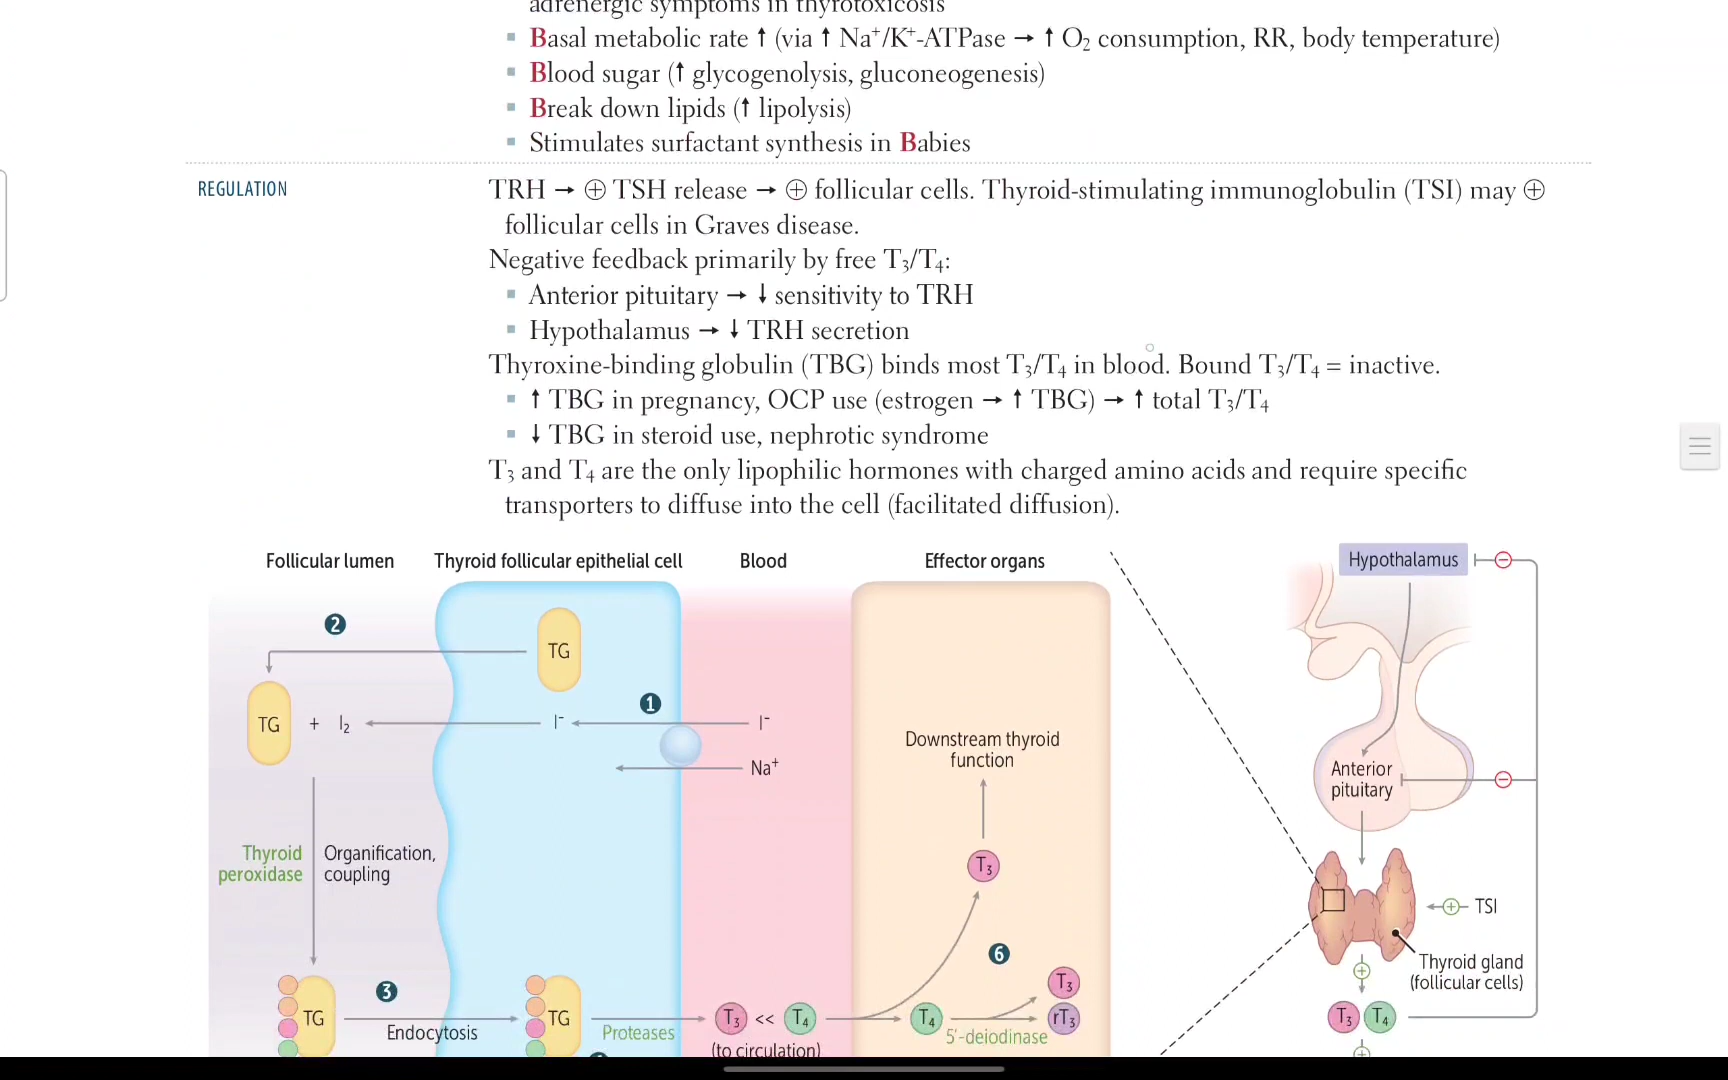 adrenergic symptoms in thyrotoxicosis
▪ Basal metabolic rate ↑ (via ↑ Na⁺/K⁺-ATPase → ↑ O₂ consumption, RR, body temperature)
▪ Blood sugar (↑ glycogenolysis, gluconeogenesis)
▪ Break down lipids (↑ lipolysis)
▪ Stimulates surfactant synthesis in Babies
REGULATION
TRH → ⊕ TSH release → ⊕ follicular cells. Thyroid-stimulating immunoglobulin (TSI) may ⊕
follicular cells in Graves disease.
Negative feedback primarily by free T₃/T₄:
▪ Anterior pituitary → ↓ sensitivity to TRH
▪ Hypothalamus → ↓ TRH secretion
Thyroxine-binding globulin (TBG) binds most T₃/T₄ in blood. Bound T₃/T₄ = inactive.
▪ ↑ TBG in pregnancy, OCP use (estrogen → ↑ TBG) → ↑ total T₃/T₄
▪ ↓ TBG in steroid use, nephrotic syndrome
T₃ and T₄ are the only lipophilic hormones with charged amino acids and require specific
transporters to diffuse into the cell (facilitated diffusion).
Follicular lumen
Thyroid follicular epithelial cell
Blood
Effector organs
2
TG
TG + I₂
I⁻
1
I⁻
Na⁺
Thyroid
peroxidase
Organification,
coupling
TG
3
Endocytosis
TG
Proteases
T₃ << T₄
(to circulation)
Downstream thyroid
function
T₃
6
T₄
5'-deiodinase
T₃
rT₃
Hypothalamus
Anterior
pituitary
TSI
Thyroid gland
(follicular cells)
T₃ T₄